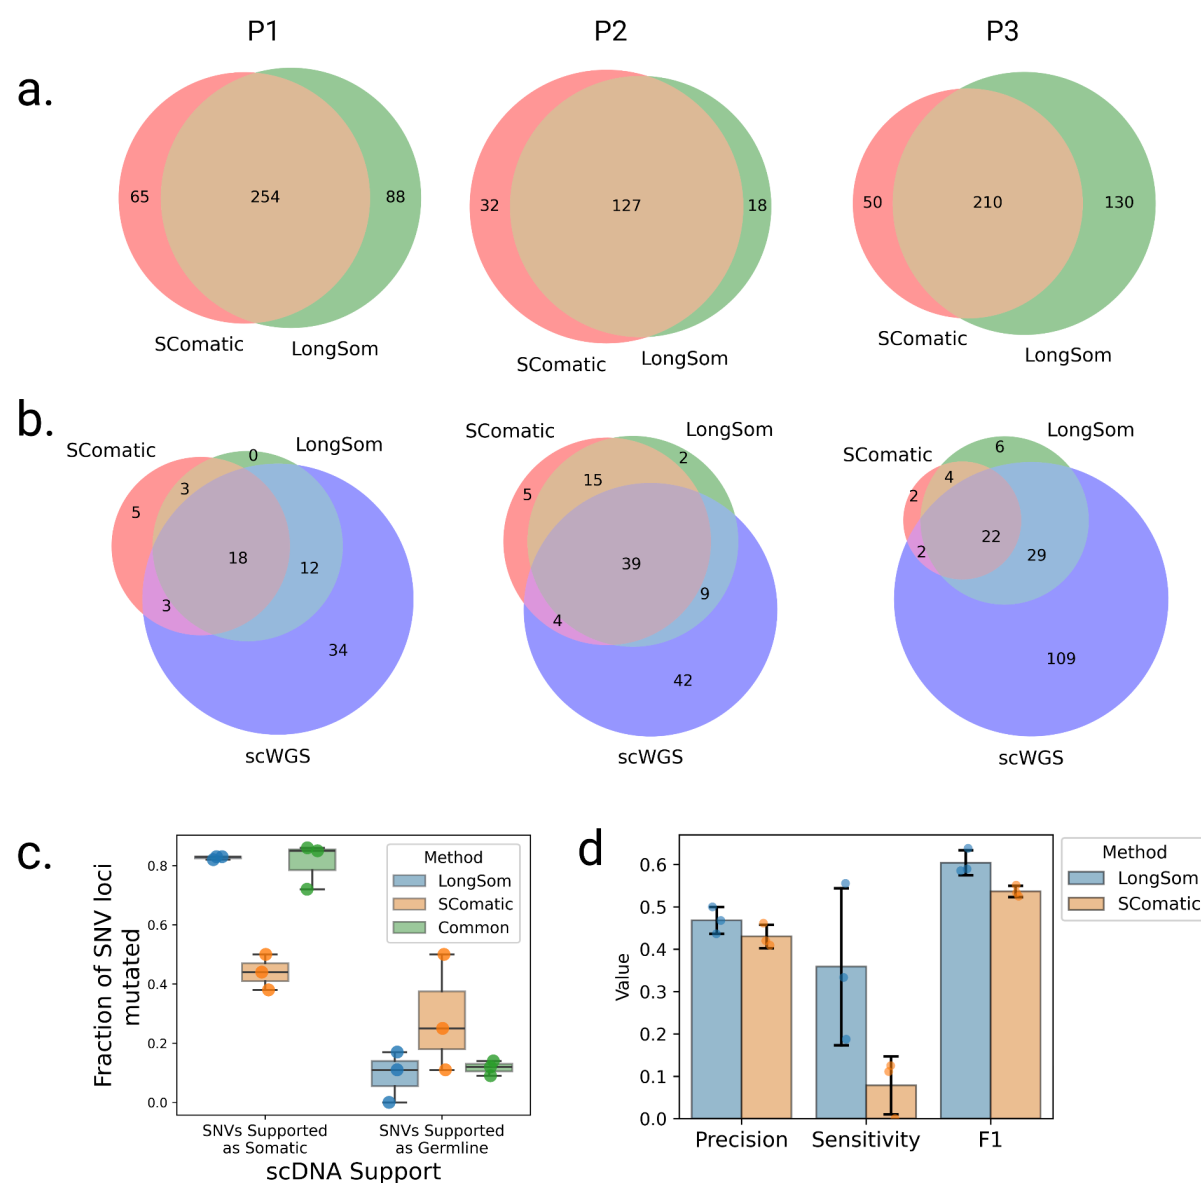 P1
P2
P3
a.
65
254
88
SComatic
LongSom
32
127
18
SComatic
LongSom
50
210
130
SComatic
LongSom
b.
SComatic
LongSom
0
3
5
18
12
3
34
scWGS
SComatic
LongSom
2
15
5
39
9
4
42
scWGS
SComatic
LongSom
6
4
2
22
2
29
109
scWGS
c.
Fraction of SNV loci
mutated
0.8
0.6
0.4
0.2
0.0
Method
LongSom
SComatic
Common
SNVs Supported
as Somatic
SNVs Supported
as Germline
scDNA Support
d
Value
0.6
0.5
0.4
0.3
0.2
0.1
0.0
Precision
Sensitivity
F1
Method
LongSom
SComatic